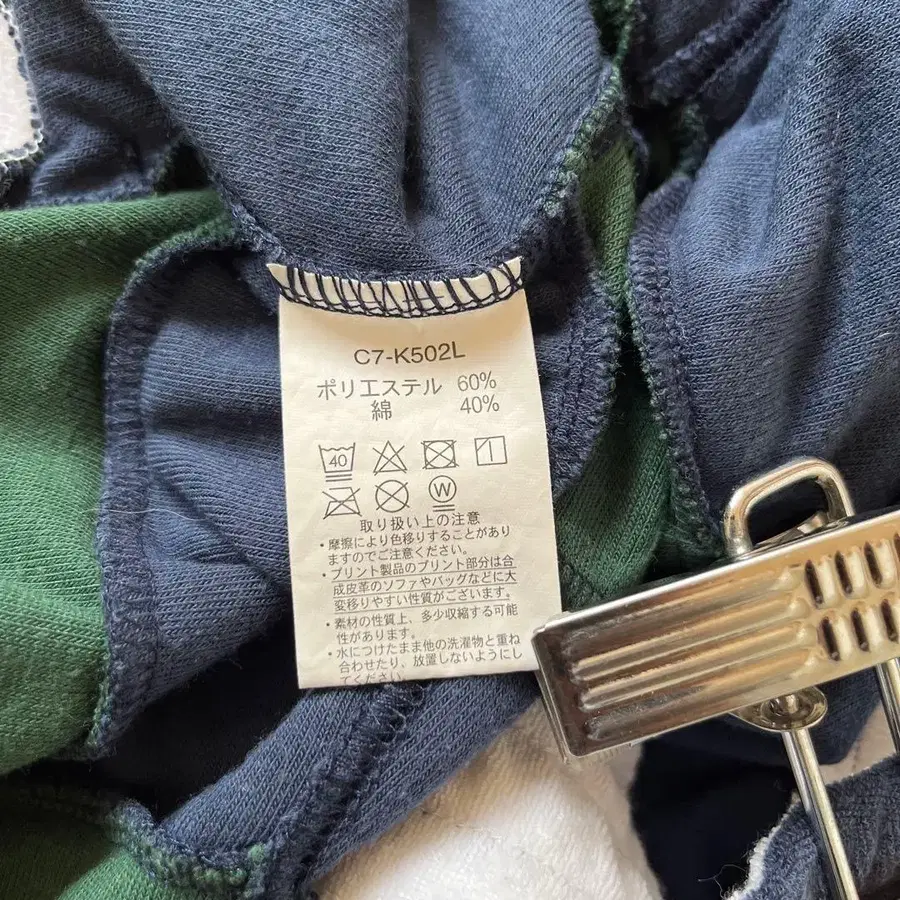 C7-K502L
ポリエステル 60%
綿 40%
40
W
取り扱い上の注意
・摩擦により色移りすることがあり
ますのでご注意ください。
・プリント製品のプリント部分は合
成皮革のソファやバッグなどに大
変移りやすい性質がございます。
・素材の性質上、多少収縮する可能
性があります。
・水につけたまま他の洗濯物と重ね
合わせたり、放置しないようにし
てください。